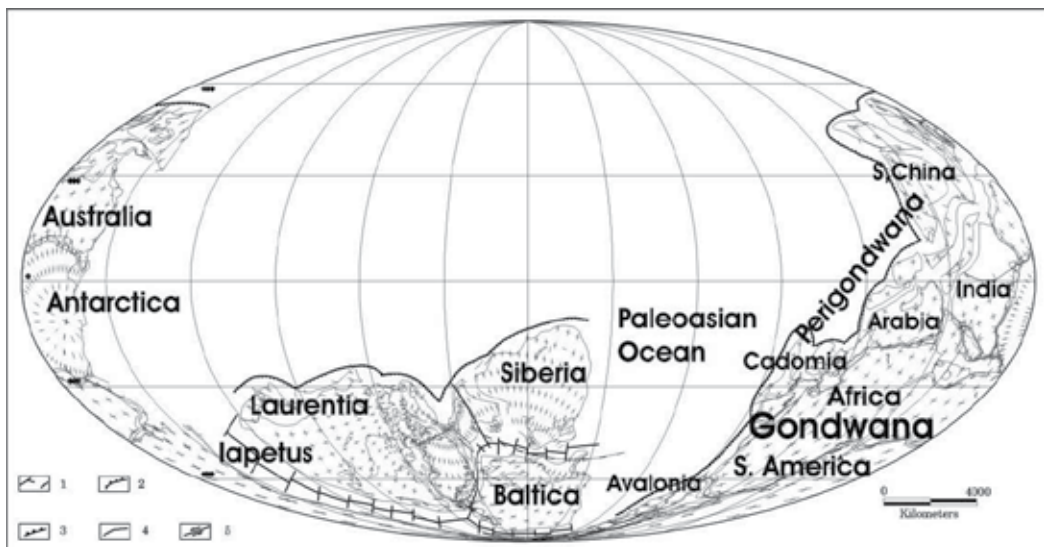 S,China
Australia
Perigondwana
Antarctica
India
Paleoasian
Ocean
Arabia
Cadomia
Siberia
Africa
Laurentia
Gondwana
Iapetus
S. America
Avalonia
Baltica
1
2
0
4000
Kilometers
3
4
5